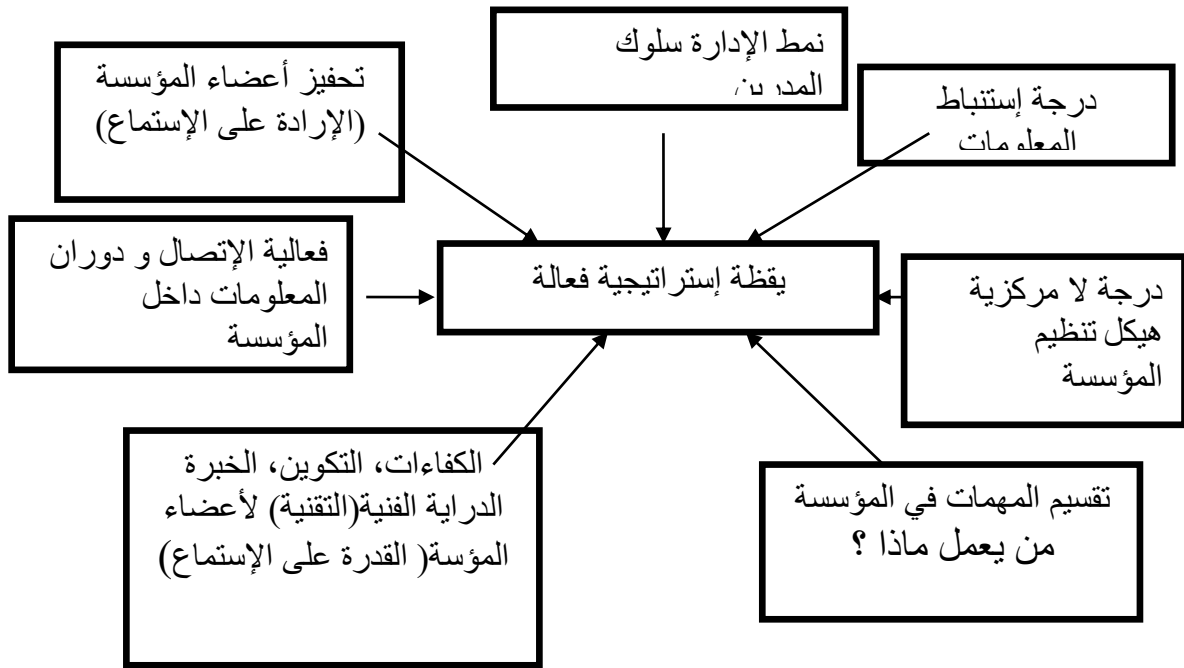 نمط الإدارة سلوك
المدرين
تحفيز أعضاء المؤسسة
(الإرادة على الإستماع)
درجة إستنباط
المعلومات
فعالية الإتصال و دوران
المعلومات داخل
المؤسسة
يقظة إستراتيجية فعالة
درجة لا مركزية
هيكل تنظيم
المؤسسة
الكفاءات، التكوين، الخبرة
الدراية الفنية(التقنية) لأعضاء
المؤسة( القدرة على الإستماع)
تقسيم المهمات في المؤسسة
من يعمل ماذا ؟